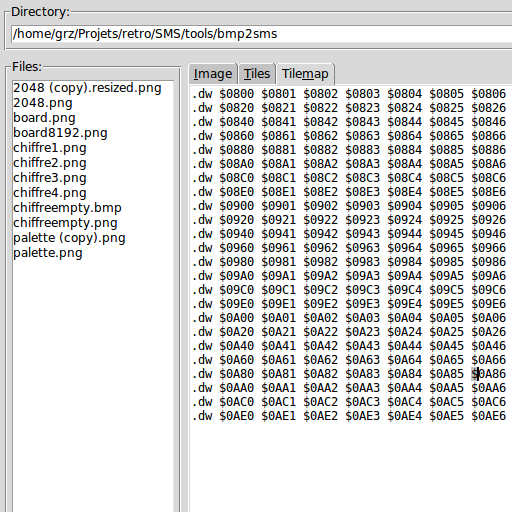 Directory:
/home/grz/Projets/retro/SMS/tools/bmp2sms
Files:
2048 (copy).resized.png
2048.png
board.png
board8192.png
chiffre1.png
chiffre2.png
chiffre3.png
chiffre4.png
chiffreempty.bmp
chiffreempty.png
palette (copy).png
palette.png
Image Tiles Tilemap
.dw $0800 $0801 $0802 $0803 $0804 $0805 $0806
.dw $0820 $0821 $0822 $0823 $0824 $0825 $0826
.dw $0840 $0841 $0842 $0843 $0844 $0845 $0846
.dw $0860 $0861 $0862 $0863 $0864 $0865 $0866
.dw $0880 $0881 $0882 $0883 $0884 $0885 $0886
.dw $08A0 $08A1 $08A2 $08A3 $08A4 $08A5 $08A6
.dw $08C0 $08C1 $08C2 $08C3 $08C4 $08C5 $08C6
.dw $08E0 $08E1 $08E2 $08E3 $08E4 $08E5 $08E6
.dw $0900 $0901 $0902 $0903 $0904 $0905 $0906
.dw $0920 $0921 $0922 $0923 $0924 $0925 $0926
.dw $0940 $0941 $0942 $0943 $0944 $0945 $0946
.dw $0960 $0961 $0962 $0963 $0964 $0965 $0966
.dw $0980 $0981 $0982 $0983 $0984 $0985 $0986
.dw $09A0 $09A1 $09A2 $09A3 $09A4 $09A5 $09A6
.dw $09C0 $09C1 $09C2 $09C3 $09C4 $09C5 $09C6
.dw $09E0 $09E1 $09E2 $09E3 $09E4 $09E5 $09E6
.dw $0A00 $0A01 $0A02 $0A03 $0A04 $0A05 $0A06
.dw $0A20 $0A21 $0A22 $0A23 $0A24 $0A25 $0A26
.dw $0A40 $0A41 $0A42 $0A43 $0A44 $0A45 $0A46
.dw $0A60 $0A61 $0A62 $0A63 $0A64 $0A65 $0A66
.dw $0A80 $0A81 $0A82 $0A83 $0A84 $0A85 $0A86
.dw $0AA0 $0AA1 $0AA2 $0AA3 $0AA4 $0AA5 $0AA6
.dw $0AC0 $0AC1 $0AC2 $0AC3 $0AC4 $0AC5 $0AC6
.dw $0AE0 $0AE1 $0AE2 $0AE3 $0AE4 $0AE5 $0AE6